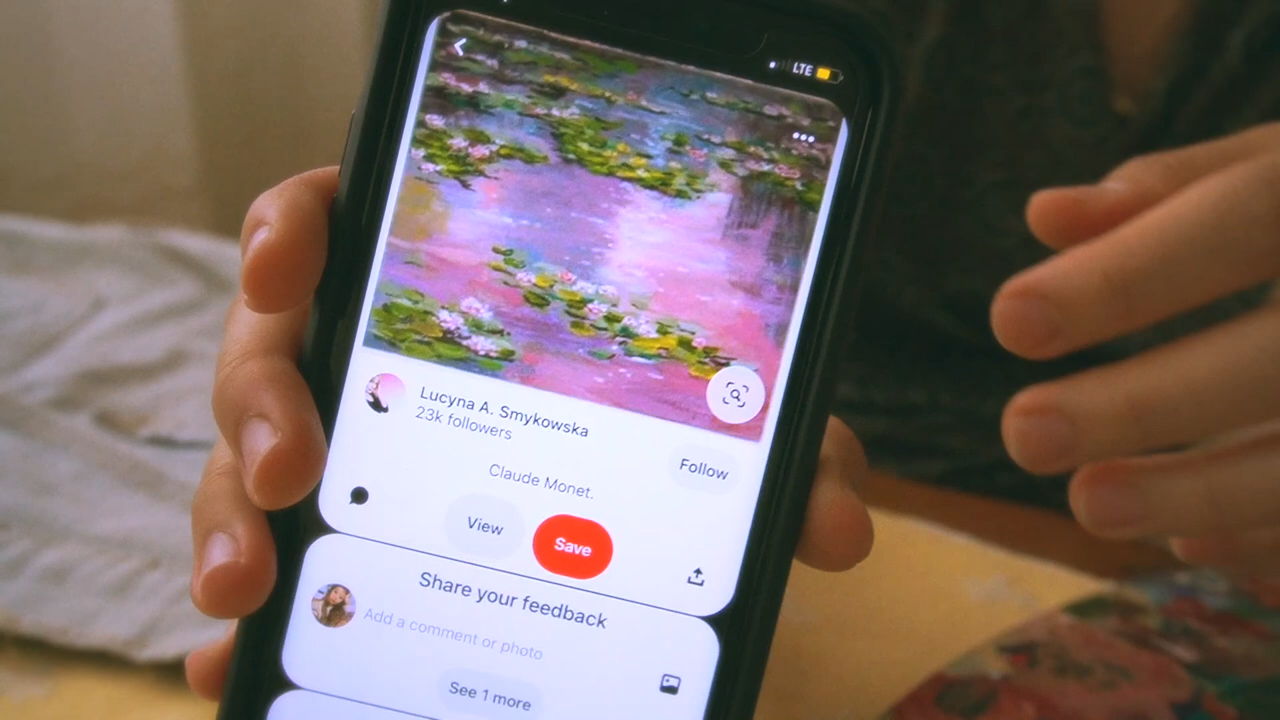 LTE
Lucyna A. Smykowska
23k followers
Follow
Claude Monet.
View
Save
Share your feedback
Add a comment or photo
See 1 more